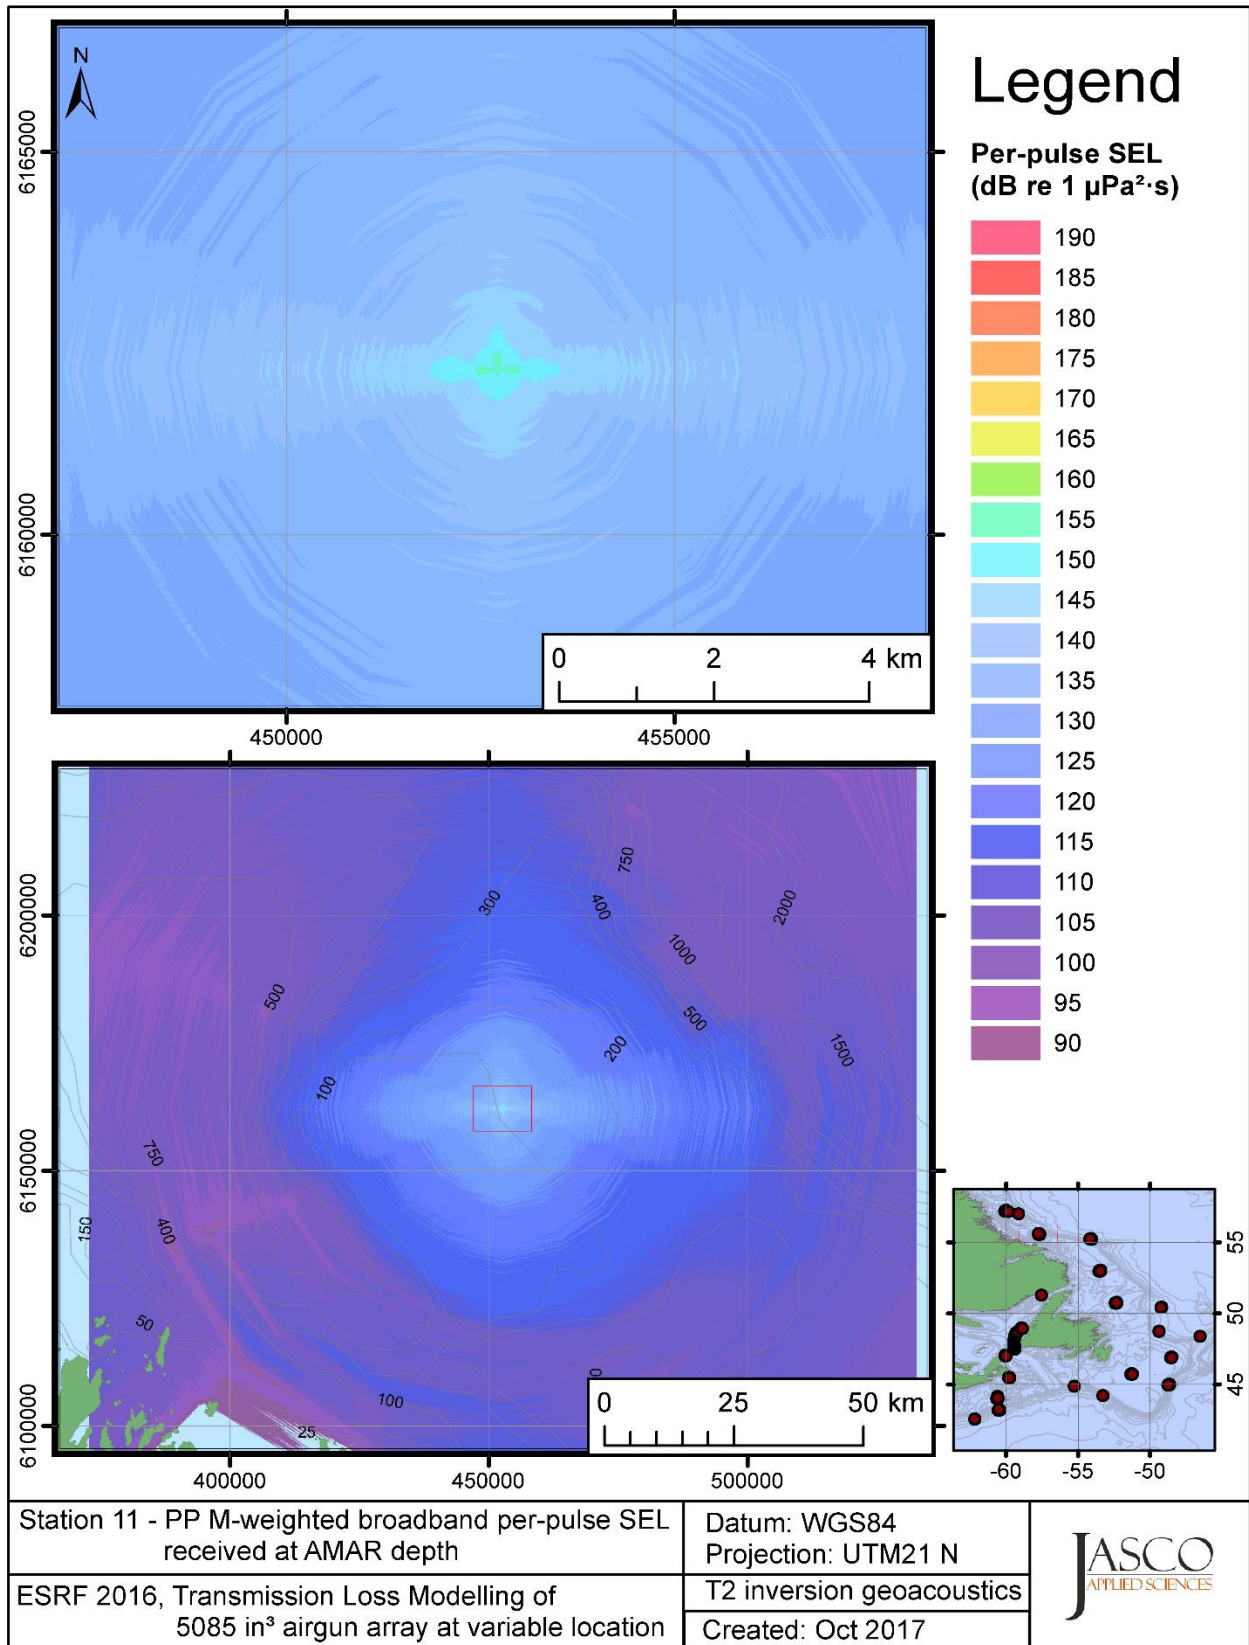 N
6165000
6160000
0 2 4 km
450000 455000
Legend
Per-pulse SEL
(dB re 1 µPa²·s)
190
185
180
175
170
165
160
155
150
145
140
135
130
125
120
115
110
105
100
95
90
6200000
6150000
6100000
750
300
400
2000
1000
500
500
200
1500
100
750
400
150
50
100
25
0 25 50 km
400000 450000 500000
55
50
45
-60 -55 -50
Station 11 - PP M-weighted broadband per-pulse SEL
received at AMAR depth
ESRF 2016, Transmission Loss Modelling of
5085 in³ airgun array at variable location
Datum: WGS84
Projection: UTM21 N
T2 inversion geoacoustics
Created: Oct 2017
JASCO
APPLIED SCIENCES